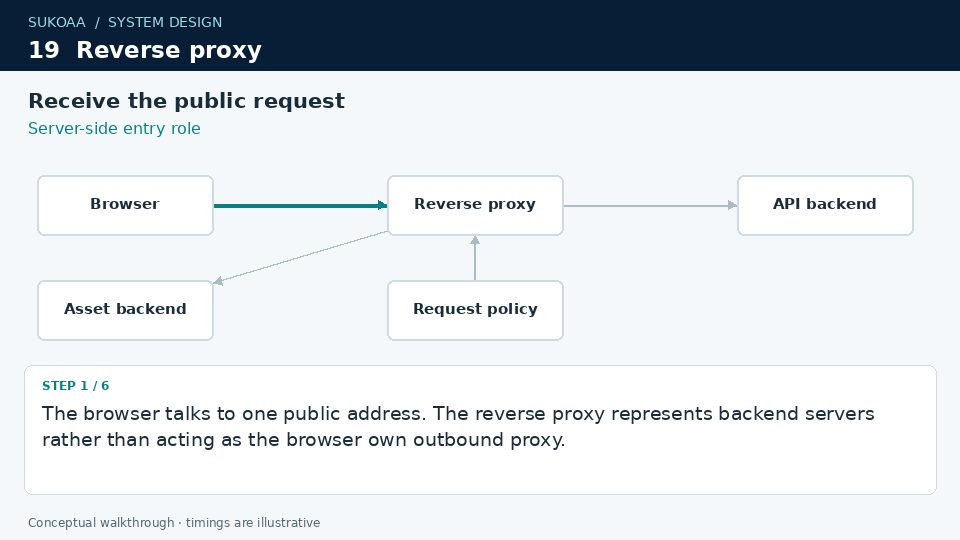 SUKOAA / SYSTEM DESIGN
19 Reverse proxy
Receive the public request
Server-side entry role
Browser
Reverse proxy
API backend
Asset backend
Request policy
STEP 1 / 6
The browser talks to one public address. The reverse proxy represents backend servers
rather than acting as the browser own outbound proxy.
Conceptual walkthrough · timings are illustrative